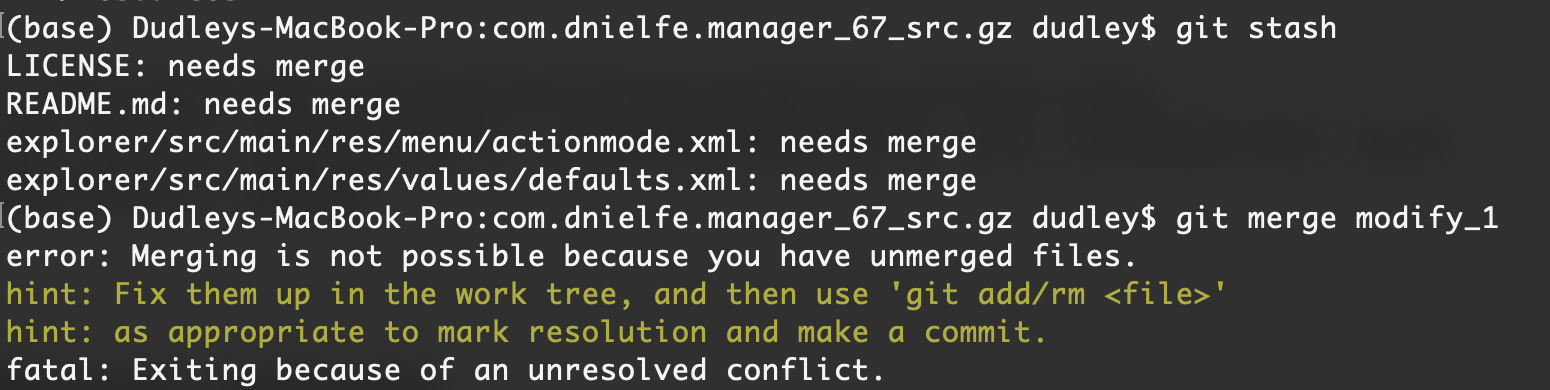 (base) Dudleys-MacBook-Pro:com.dnielfe.manager_67_src.gz dudley$ git stash
LICENSE: needs merge
README.md: needs merge
explorer/src/main/res/menu/actionmode.xml: needs merge
explorer/src/main/res/values/defaults.xml: needs merge
(base) Dudleys-MacBook-Pro:com.dnielfe.manager_67_src.gz dudley$ git merge modify_1
error: Merging is not possible because you have unmerged files.
hint: Fix them up in the work tree, and then use 'git add/rm <file>'
hint: as appropriate to mark resolution and make a commit.
fatal: Exiting because of an unresolved conflict.